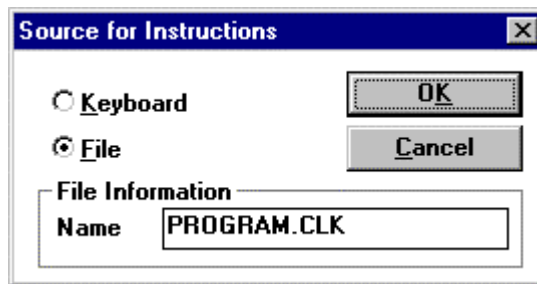 Source for Instructions
Keyboard
OK
File
Cancel
File Information
Name PROGRAM.CLK